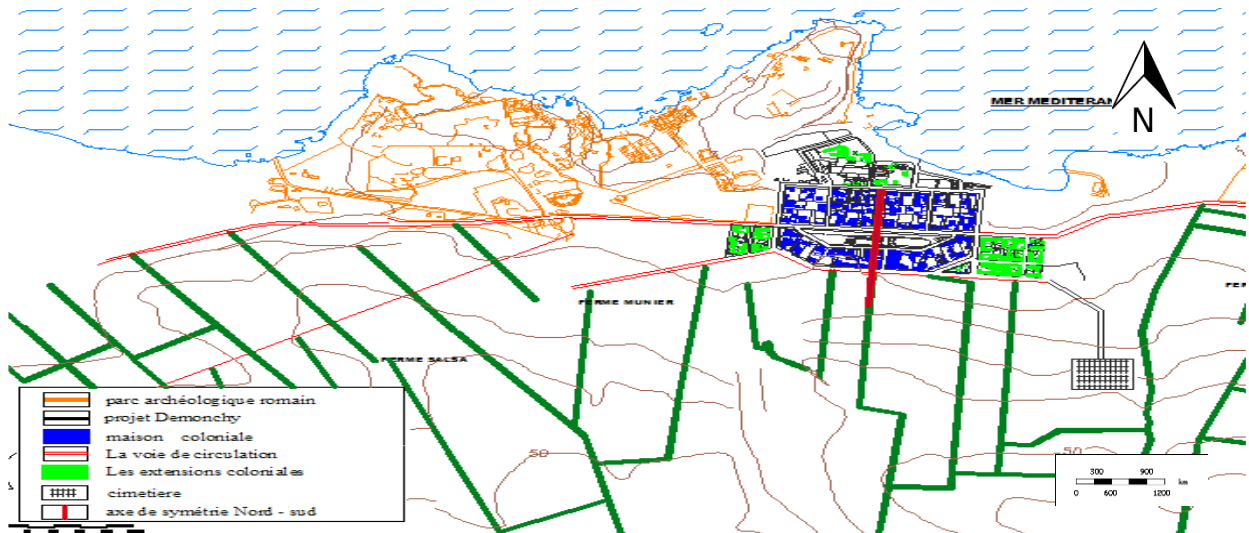 MER MEDITERAN
N
FERME MUNIER
FERME SALSA
FER
50
50
parc archéologique romain
projet Demonchy
maison coloniale
La voie de circulation
Les extensions coloniales
cimetiere
axe de symétrie Nord - sud
300 900
km
0 600 1200